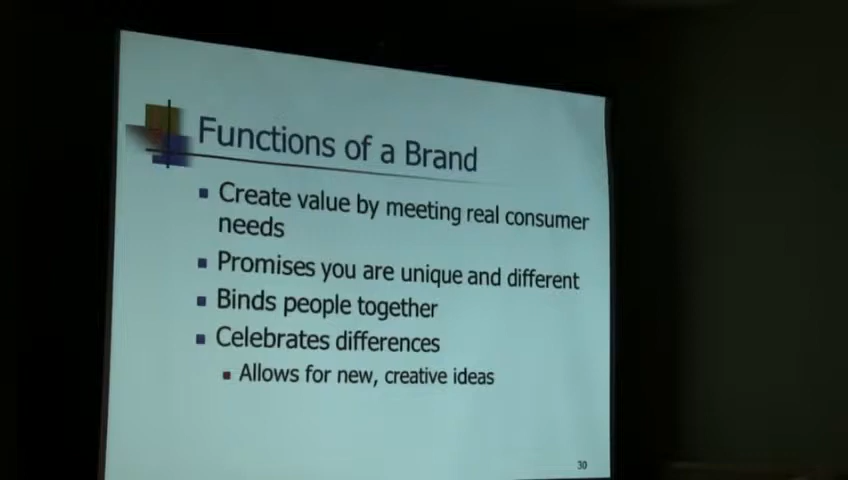 Functions of a Brand
Create value by meeting real consumer
needs
Promises you are unique and different
Binds people together
Celebrates differences
Allows for new, creative ideas
30